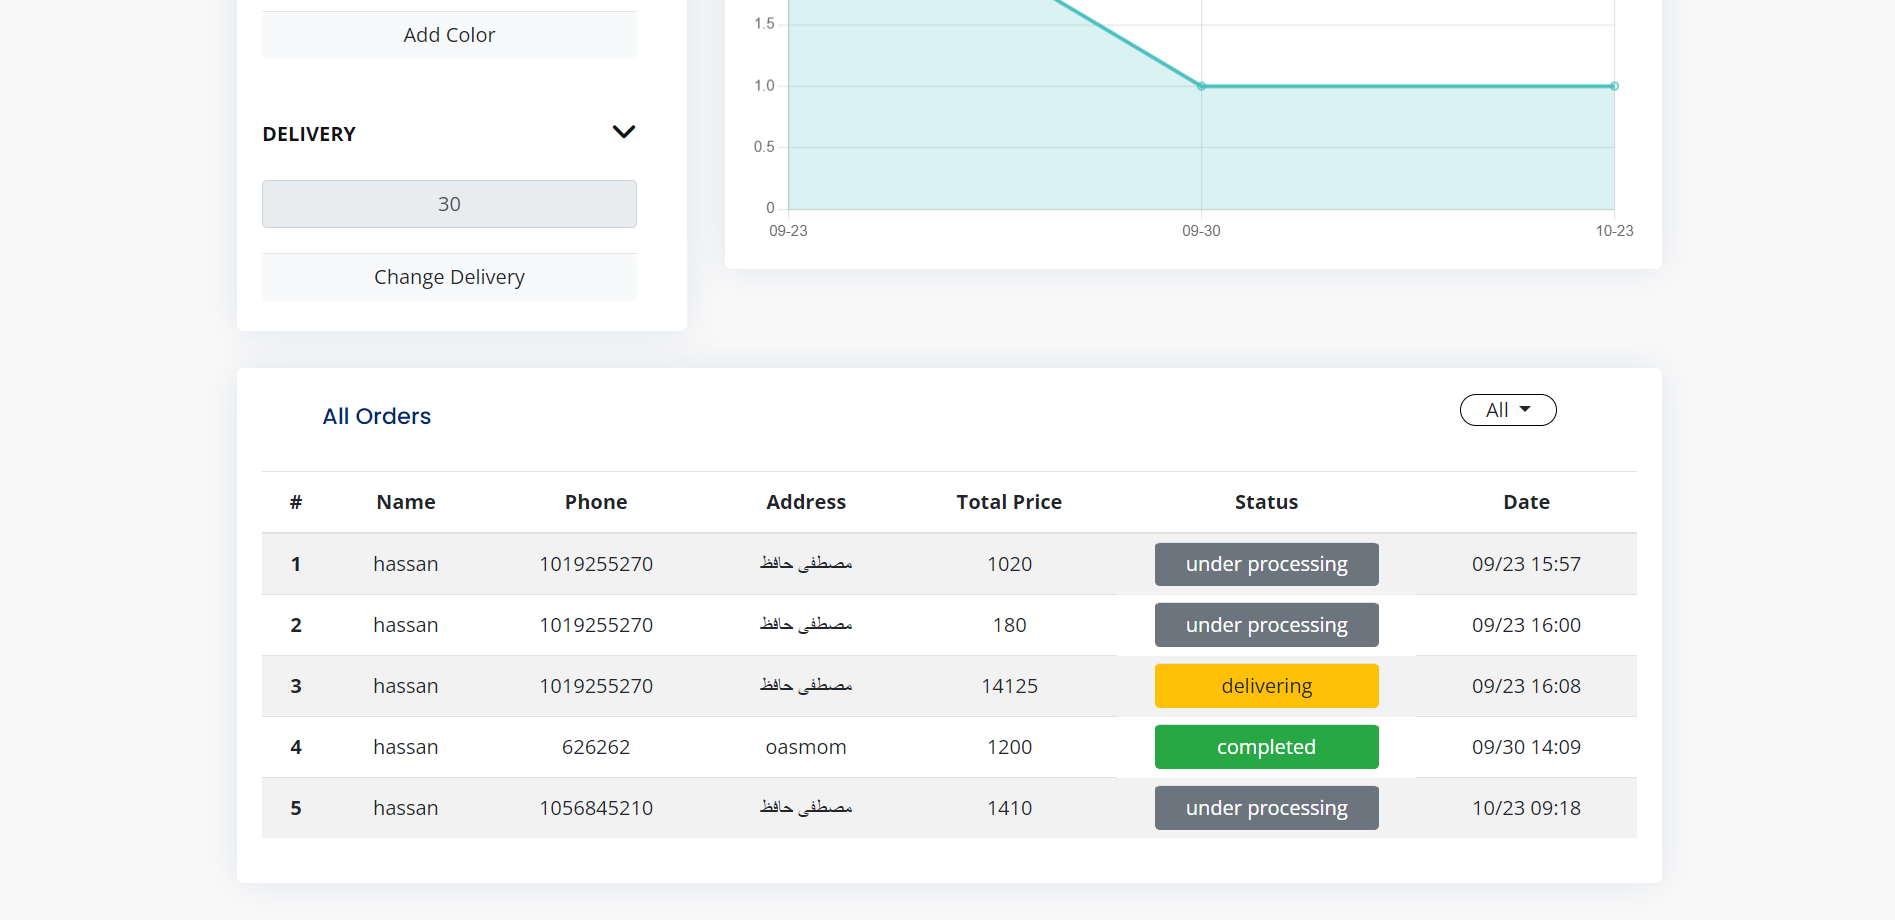 Add Color
DELIVERY
30
Change Delivery
1.5
1.0
0.5
0
09-23 09-30 10-23
All Orders
All
# Name Phone Address Total Price Status Date
1 hassan 1019255270 مصطفى حافظ 1020 under processing 09/23 15:57
2 hassan 1019255270 مصطفى حافظ 180 under processing 09/23 16:00
3 hassan 1019255270 مصطفى حافظ 14125 delivering 09/23 16:08
4 hassan 626262 oasmom 1200 completed 09/30 14:09
5 hassan 1056845210 مصطفى حافظ 1410 under processing 10/23 09:18